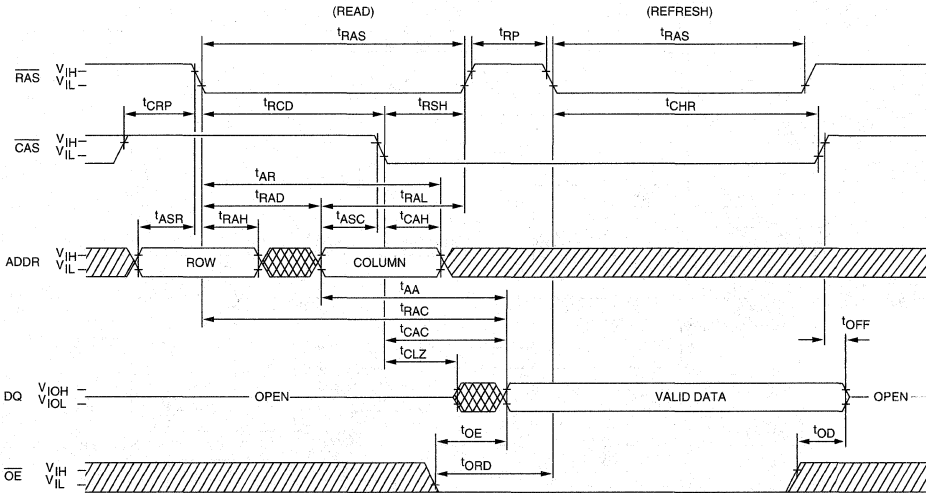 (READ) (REFRESH)
tRAS tRP tRAS
RAS VIH VIL
tCRP tRCD tRSH tCHR
CAS VIH VIL
tAR
tRAD tRAL
tASR tRAH tASC tCAH
ADDR VIH VIL ROW COLUMN
tAA
tRAC
tCAC tOFF
tCLZ
DQ VIOH VIOL OPEN VALID DATA OPEN
tOE tOD
tORD
OE VIH VIL